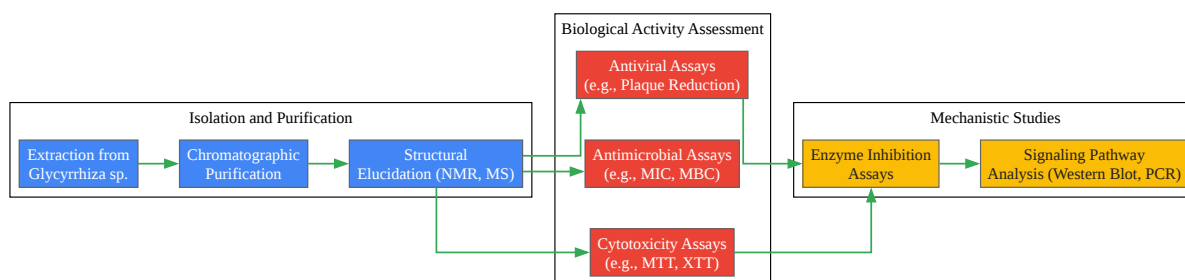 Isolation and Purification
Extraction from
Glycyrrhiza sp.
Chromatographic
Purification
Structural
Elucidation (NMR, MS)
Biological Activity Assessment
Antiviral Assays
(e.g., Plaque Reduction)
Antimicrobial Assays
(e.g., MIC, MBC)
Cytotoxicity Assays
(e.g., MTT, XTT)
Mechanistic Studies
Enzyme Inhibition
Assays
Signaling Pathway
Analysis (Western Blot, PCR)